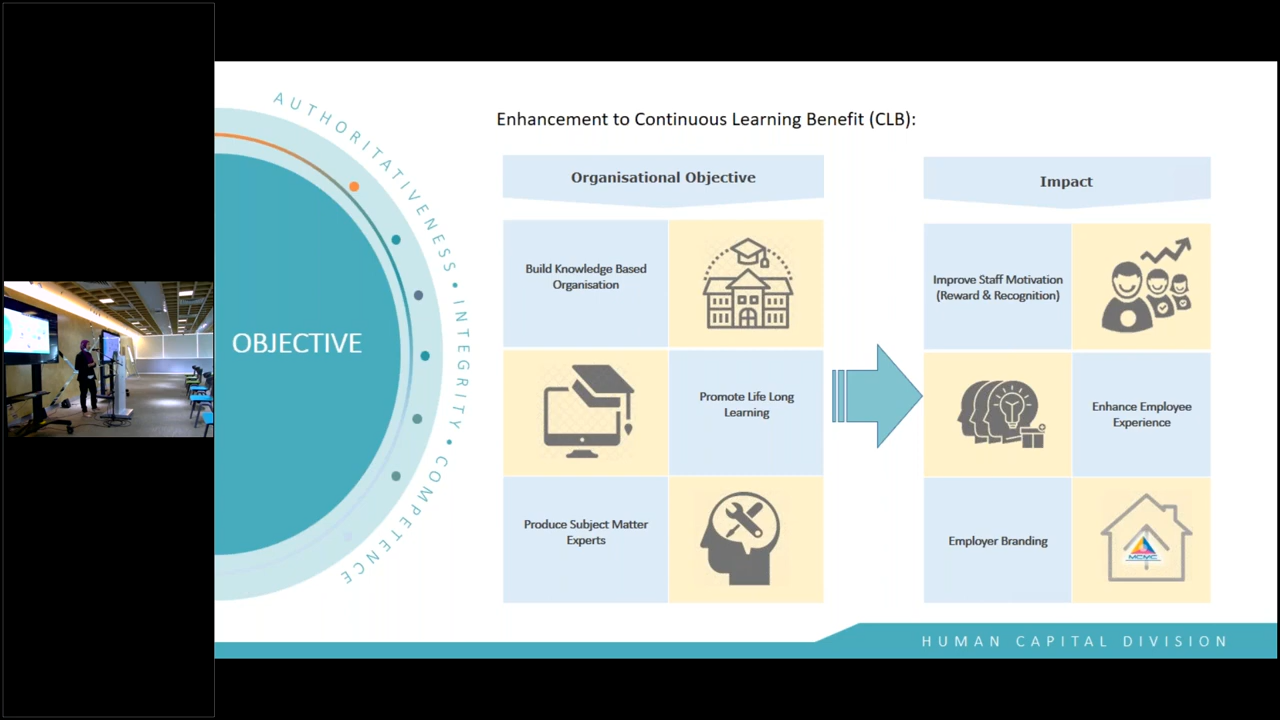 AUTHORITATIVENESS • INTEGRITY • COMPETENCE
OBJECTIVE
Enhancement to Continuous Learning Benefit (CLB):
Organisational Objective
Build Knowledge Based
Organisation
Promote Life Long
Learning
Produce Subject Matter
Experts
Impact
Improve Staff Motivation
(Reward & Recognition)
Enhance Employee
Experience
Employer Branding
MCMC
HUMAN CAPITAL DIVISION